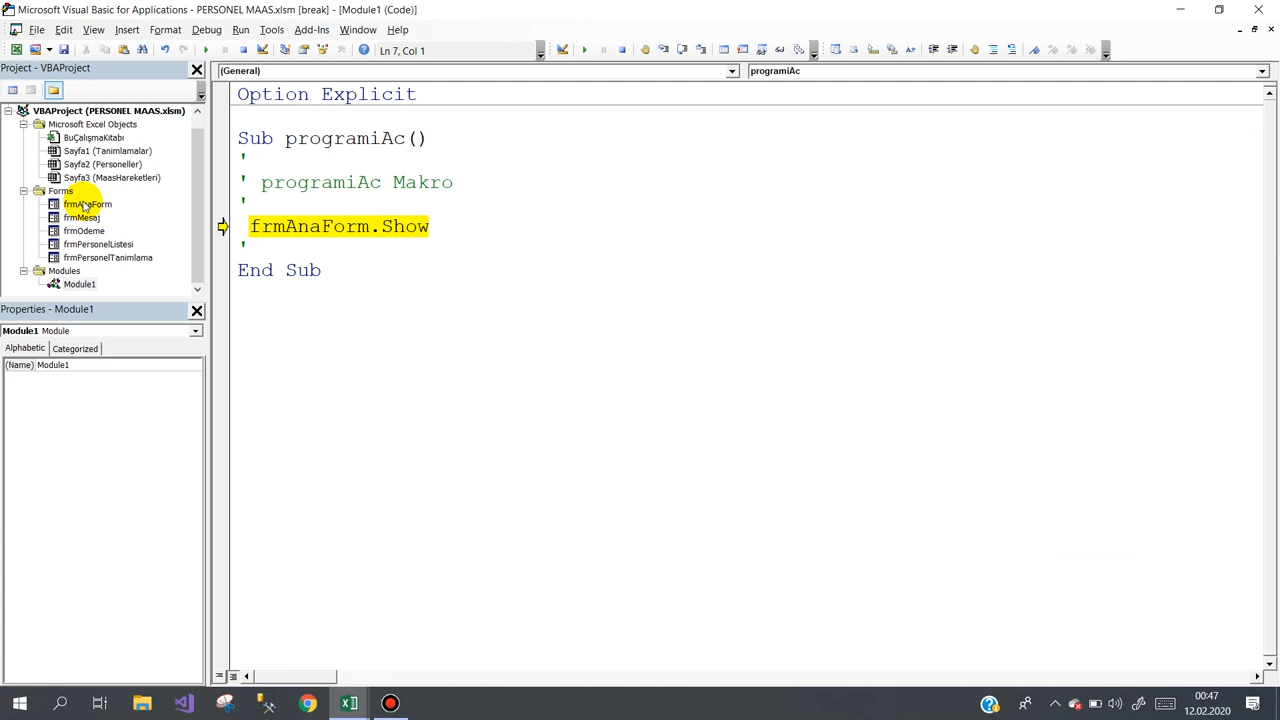 Microsoft Visual Basic for Applications - PERSONEL MAAS.xlsm [break] - [Module1 (Code)]
File Edit View Insert Format Debug Run Tools Add-Ins Window Help
Ln 7, Col 1
Project - VBAProject
(General)
programiAc
VBAProject (PERSONEL MAAS.xlsm)
Microsoft Excel Objects
BuÇalışmaKitabı
Sayfa1 (Tanimlamalar)
Sayfa2 (Personeller)
Sayfa3 (MaasHareketleri)
Forms
frmAnaForm
frmMesaj
frmOdeme
frmPersonelListesi
frmPersonelTanimlama
Modules
Module1
Option Explicit
Sub programiAc()
'
' programiAc Makro
'
frmAnaForm.Show
'
End Sub
Properties - Module1
Module1 Module
Alphabetic Categorized
(Name) Module1
00:47
12.02.2020